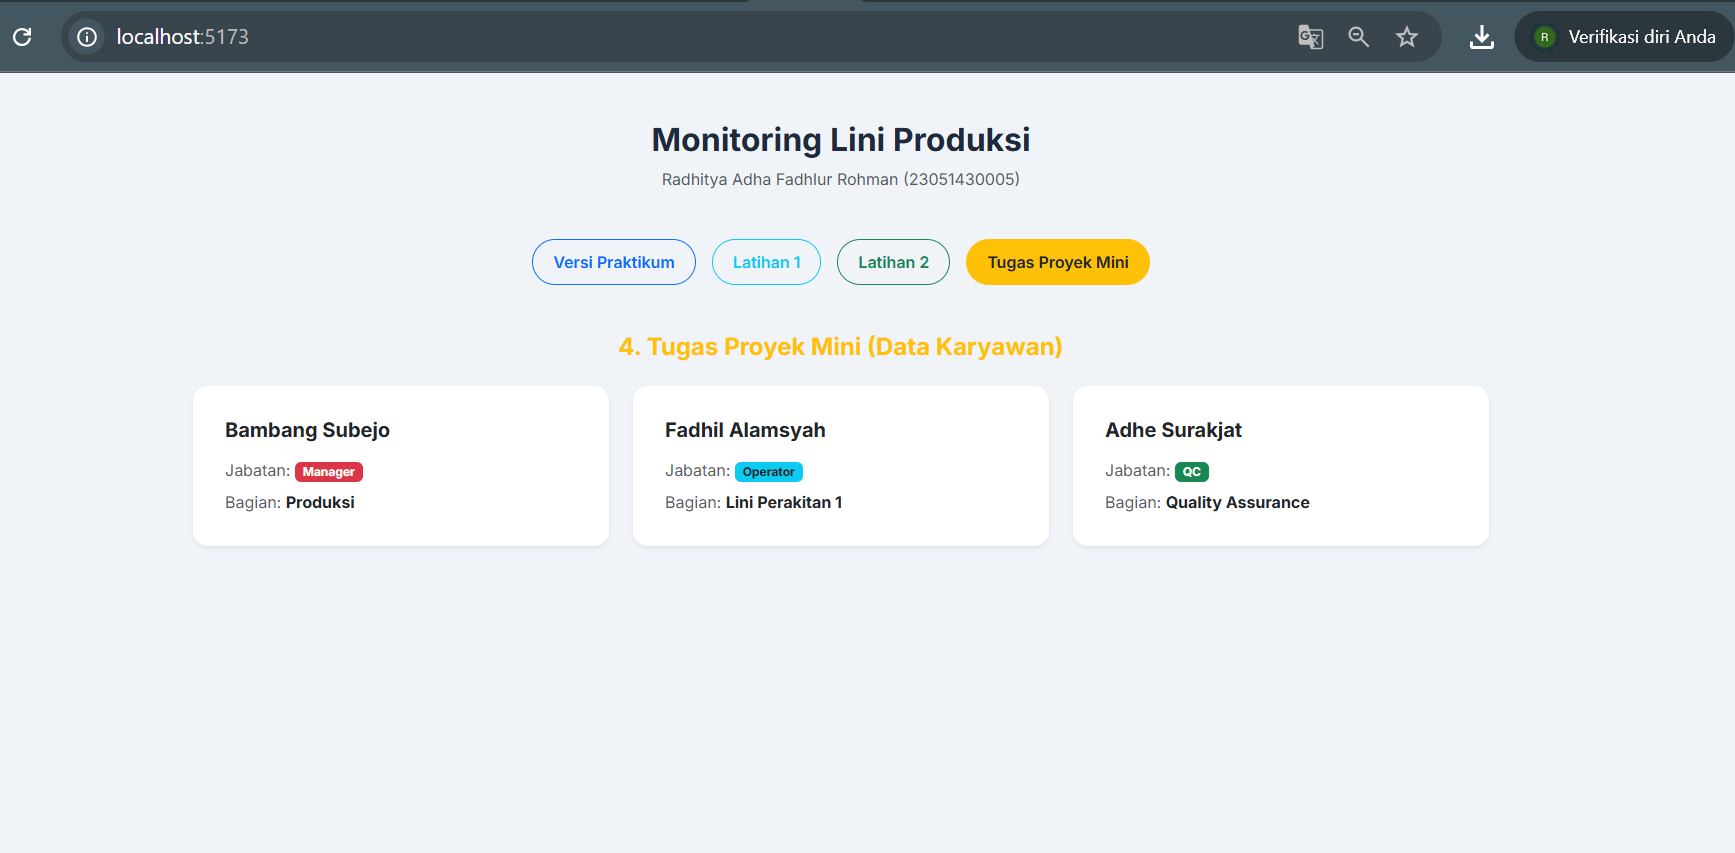 localhost:5173
R
Verifikasi diri Anda
Monitoring Lini Produksi
Radhitya Adha Fadhlur Rohman (23051430005)
Versi Praktikum
Latihan 1
Latihan 2
Tugas Proyek Mini
4. Tugas Proyek Mini (Data Karyawan)
Bambang Subejo
Jabatan: Manager
Bagian: Produksi
Fadhil Alamsyah
Jabatan: Operator
Bagian: Lini Perakitan 1
Adhe Surakjat
Jabatan: QC
Bagian: Quality Assurance